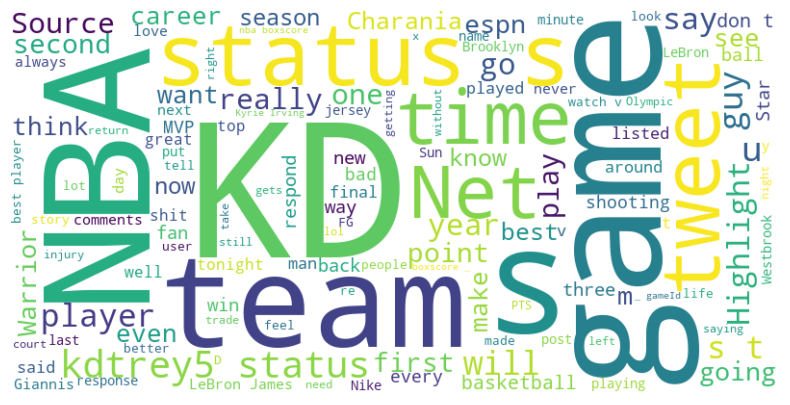 Source
career
love
season
nba boxscore
Charania
espn
x
minute
name
say
don t
look
second
always
NBA
status
s
right
want
really
one
go
Brooklyn
played
never
LeBron
see
ball
game
tweet
guy
Star
watch v
Olympic
think
return
next
MVP
great
top
Kyrie Irving
jersey
getting
time
without
listed
u
y
best player
lot
day
put
tell
KD
gets
respond
new
bad
final
way
FG
Sun
know
Net
play
around
shooting
Highlight
Westbrook
night
story
comments
now
shit
user
take
still
lol
year
best
v
t
Warrior
injury
fan
well
tonight
man
back
people
point
s
three
m
gameId
life
team
feel
re
boxscore _
make
PTS
player
win
trade
made
post
left
saying
court
last
even
better
said
kdtrey5
D
status
first
will
s t
going
Giannis
response
LeBron James
need
Nike
every
basketball
playing